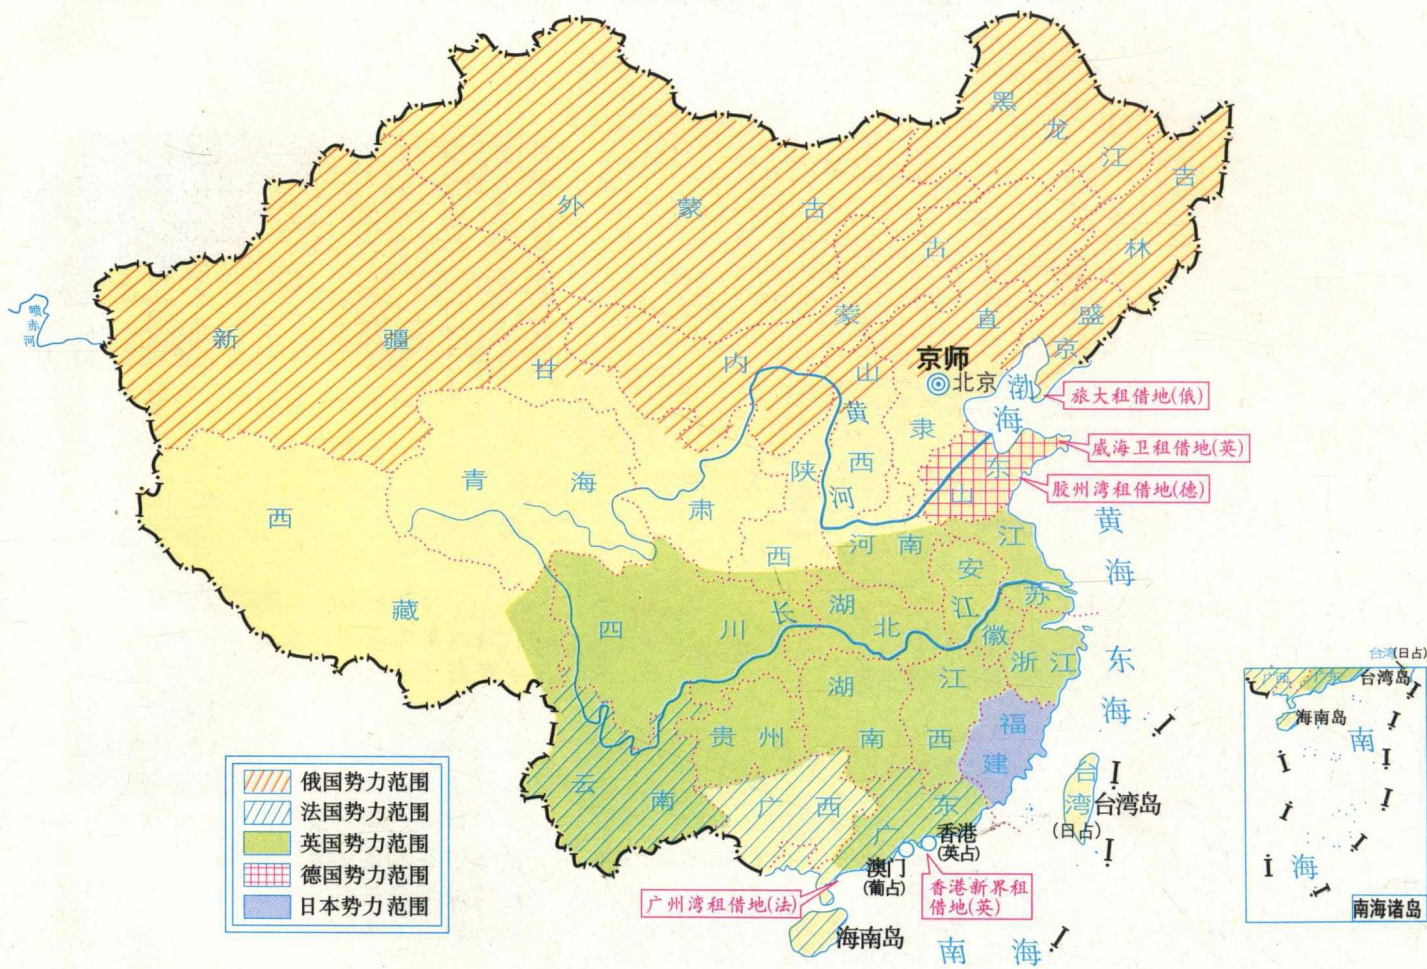 黑龙江
吉林
外蒙古
内蒙古
盛京
直隶
新疆
喷赤河
甘肃
京师
北京
渤海
山西
黄河
陕西
青海
西藏
山东
旅大租借地(俄)
威海卫租借地(英)
胶州湾租借地(德)
黄海
河南
江苏
安徽
四川
长江
湖北
浙江
东海
湖南
江西
贵州
福建
云南
广西
广东
台湾
台湾岛
(日占)
香港
(英占)
澳门
(葡占)
香港新界租
借地(英)
广州湾租借地(法)
海南岛
南海
俄国势力范围
法国势力范围
英国势力范围
德国势力范围
日本势力范围
台湾(日占)
广西
广东
台湾岛
海南岛
南海
南海诸岛